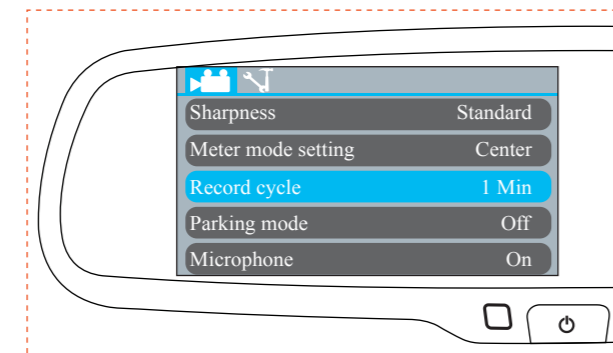 Sharpness Standard
Meter mode setting Center
Record cycle 1 Min
Parking mode Off
Microphone On